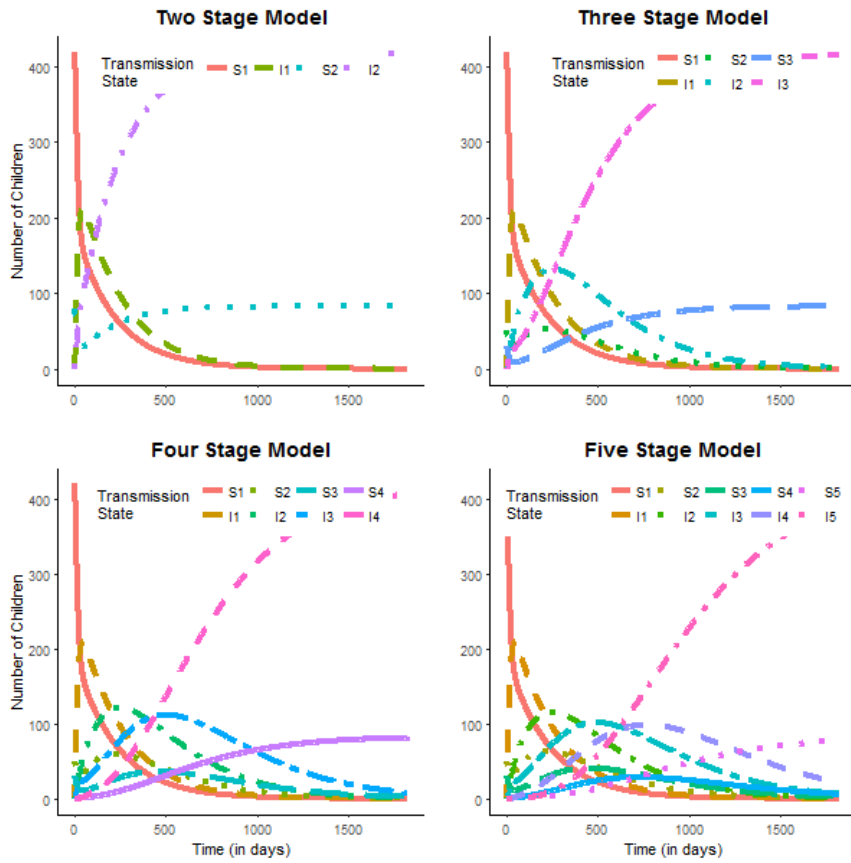 Two Stage Model
Transmission
State
S1 I1 S2 I2
400
300
200
100
0
Number of Children
0 500 1000 1500
Three Stage Model
Transmission
State
S1 S2 S3
I1 I2 I3
400
300
200
100
0
0 500 1000 1500
Four Stage Model
Transmission
State
S1 S2 S3 S4
I1 I2 I3 I4
400
300
200
100
0
Number of Children
0 500 1000 1500
Time (in days)
Five Stage Model
Transmission
State
S1 S2 S3 S4 S5
I1 I2 I3 I4 I5
400
300
200
100
0
0 500 1000 1500
Time (in days)